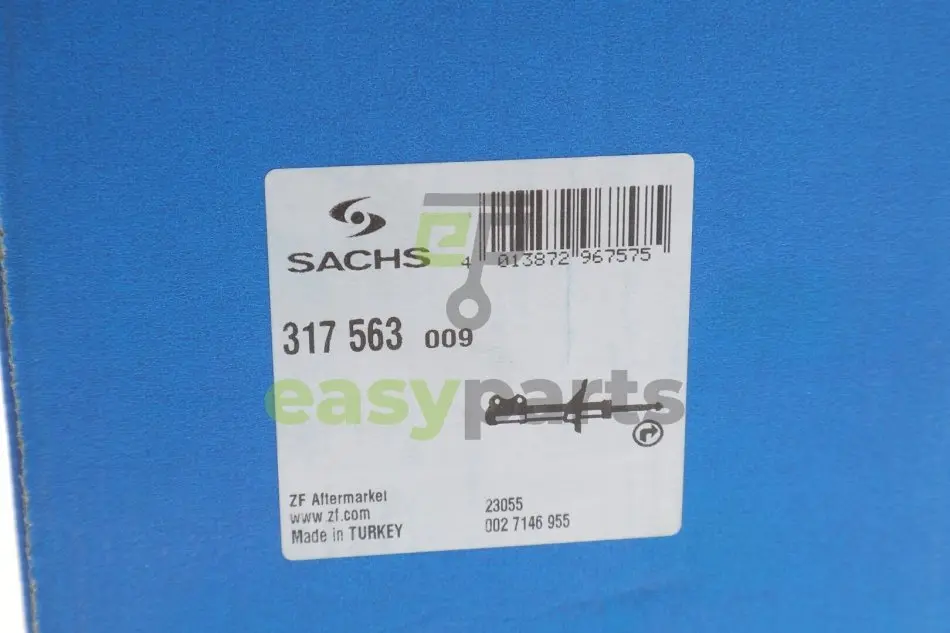 SACHS
4 013872 967575
317 563 009
easyparts
ZF Aftermarket
www.zf.com
Made in TURKEY
23055
002 7146 955